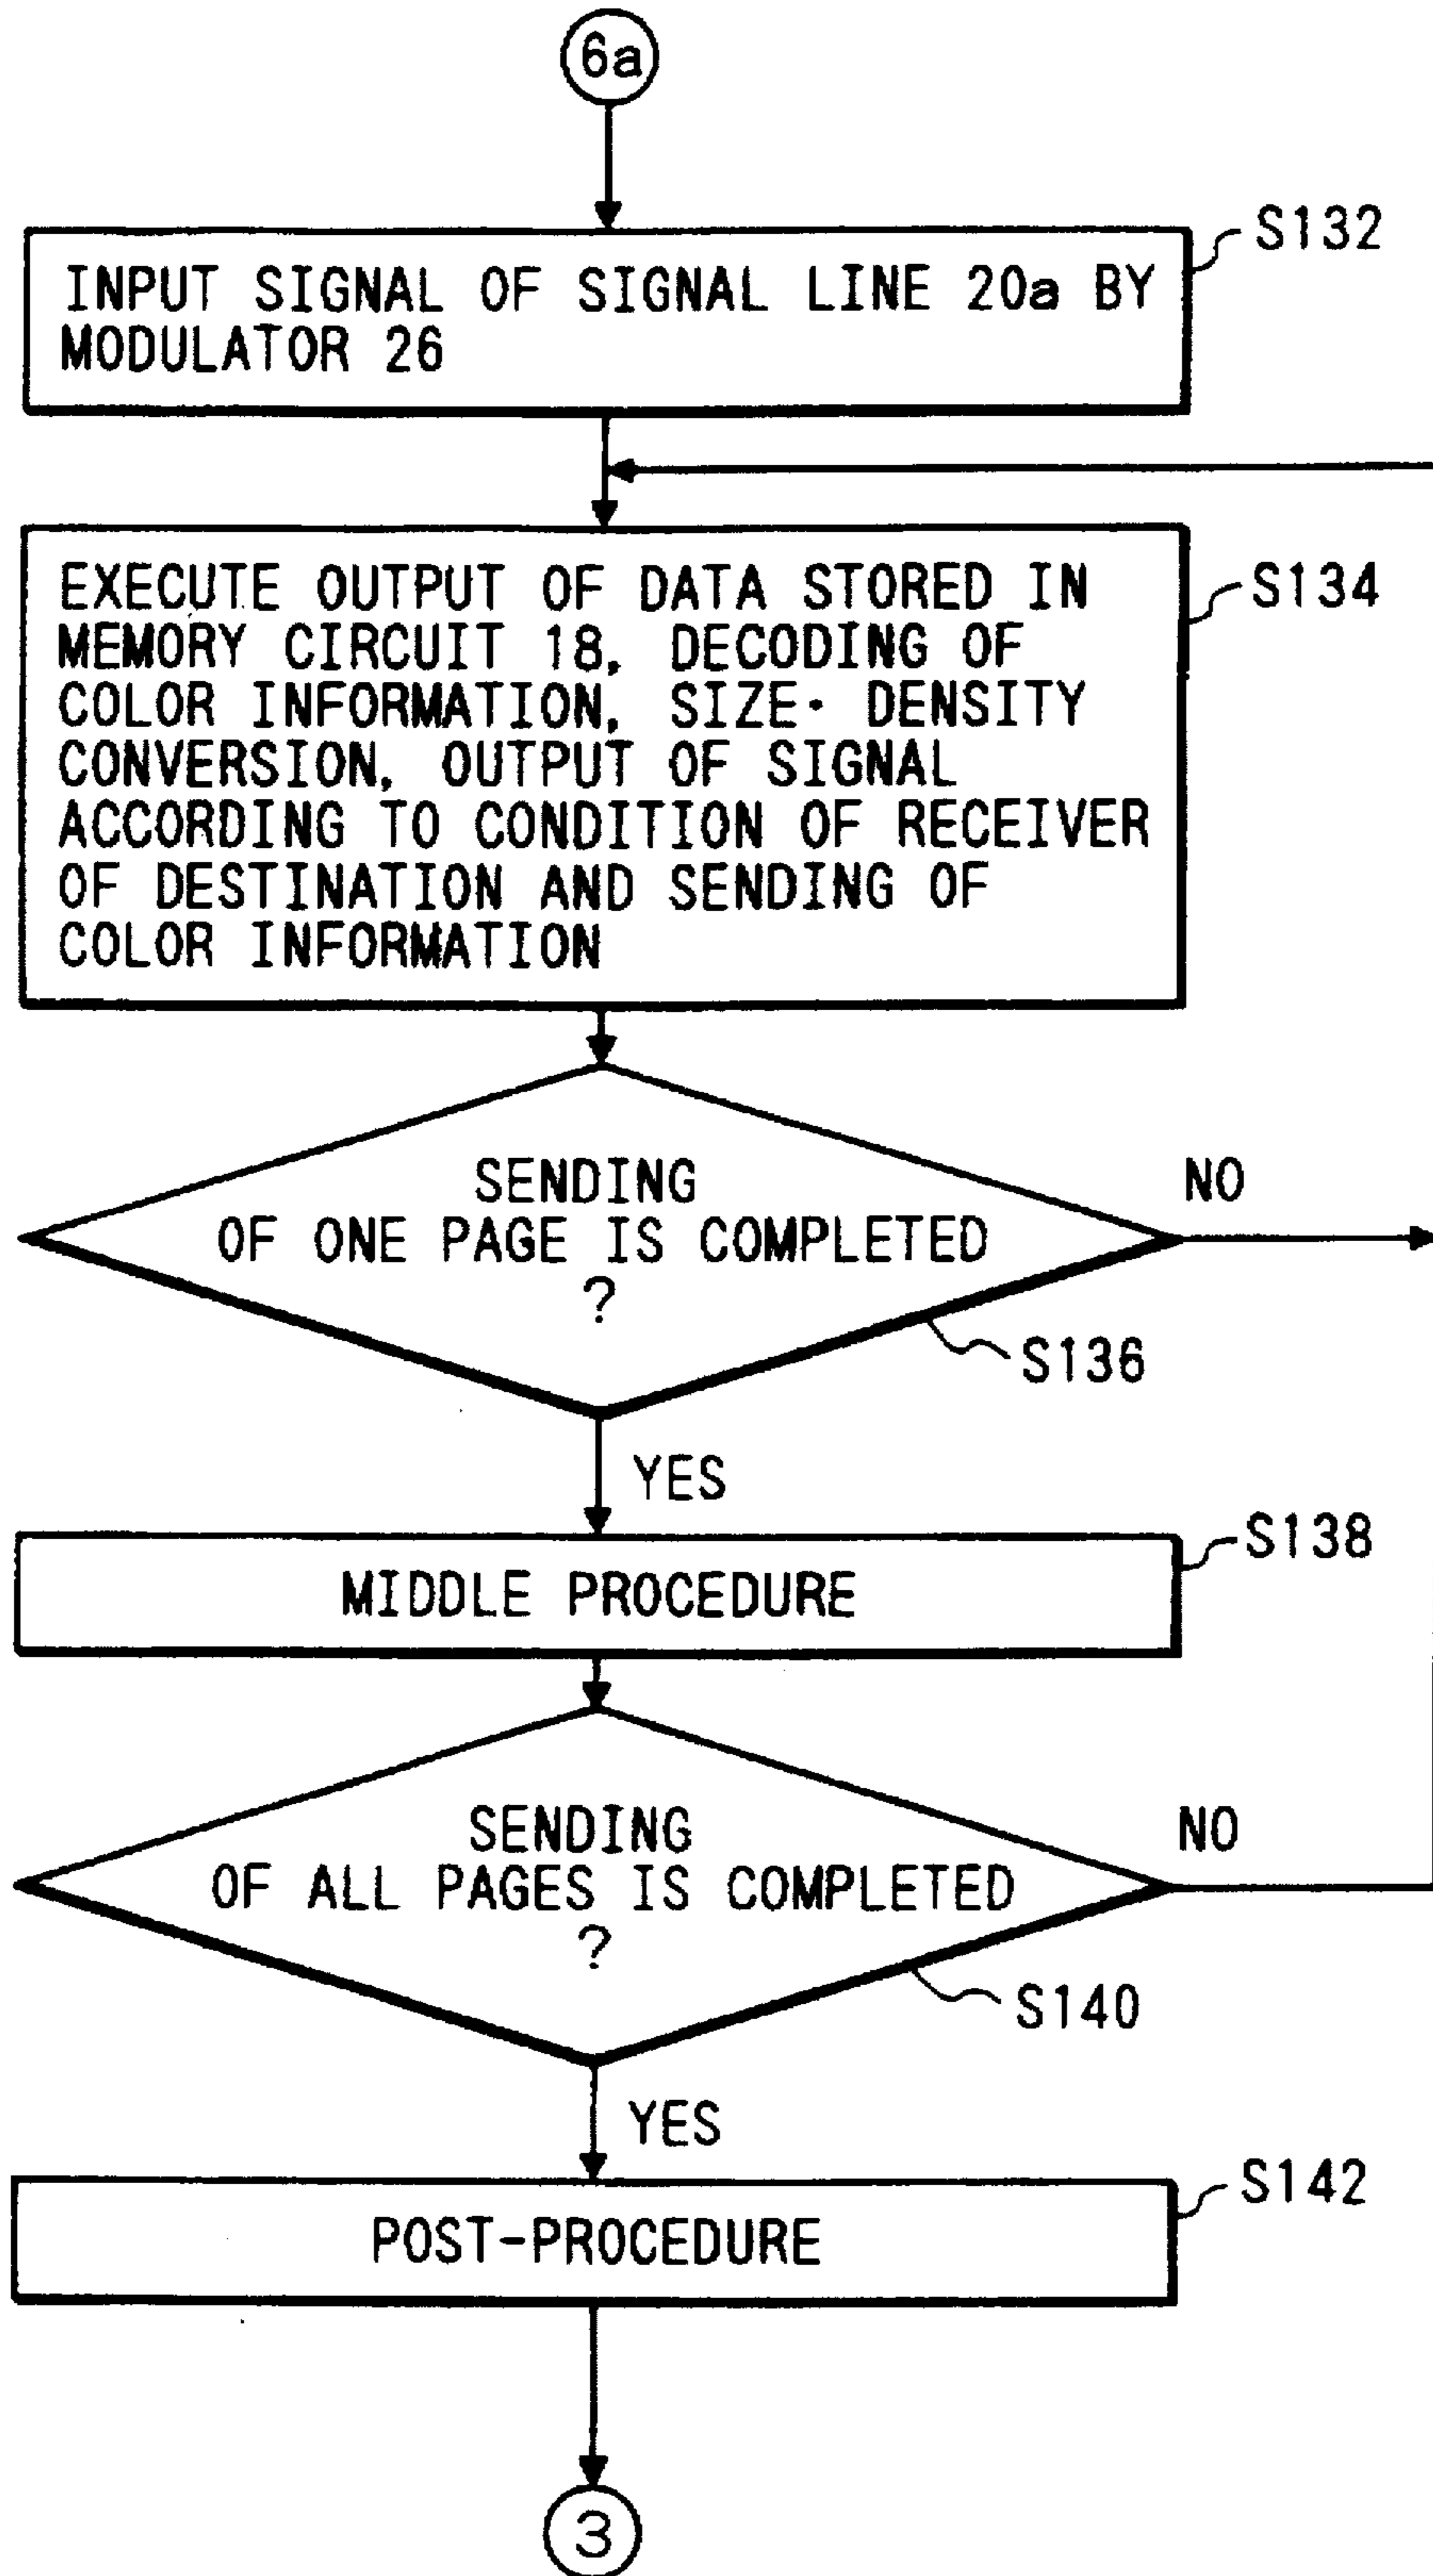 6a
S132
INPUT SIGNAL OF SIGNAL LINE 20a BY
MODULATOR 26
EXECUTE OUTPUT OF DATA STORED IN
S134
MEMORY CIRCUIT 18, DECODING OF
COLOR INFORMATION, SIZE· DENSITY
CONVERSION, OUTPUT OF SIGNAL
ACCORDING TO CONDITION OF RECEIVER
OF DESTINATION AND SENDING OF
COLOR INFORMATION
SENDING
OF ONE PAGE IS COMPLETED
?
NO
S136
YES
S138
MIDDLE PROCEDURE
SENDING
OF ALL PAGES IS COMPLETED
?
NO
S140
YES
S142
POST-PROCEDURE
3